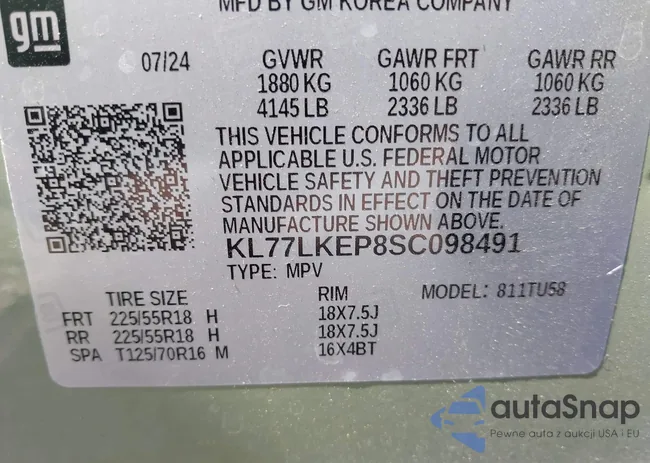 MFD BY GM KOREA COMPANY
gm
07/24 GVWR GAWR FRT GAWR RR
1880 KG 1060 KG 1060 KG
4145 LB 2336 LB 2336 LB
THIS VEHICLE CONFORMS TO ALL
APPLICABLE U.S. FEDERAL MOTOR
VEHICLE SAFETY AND THEFT PREVENTION
STANDARDS IN EFFECT ON THE DATE OF
MANUFACTURE SHOWN ABOVE.
KL77LKEP8SC098491
TYPE: MPV
TIRE SIZE RIM MODEL: 811TU58
FRT 225/55R18 H 18X7.5J
RR 225/55R18 H 18X7.5J
SPA T125/70R16 M 16X4BT
autaSnap
Pewne auta z aukcji USA i EU